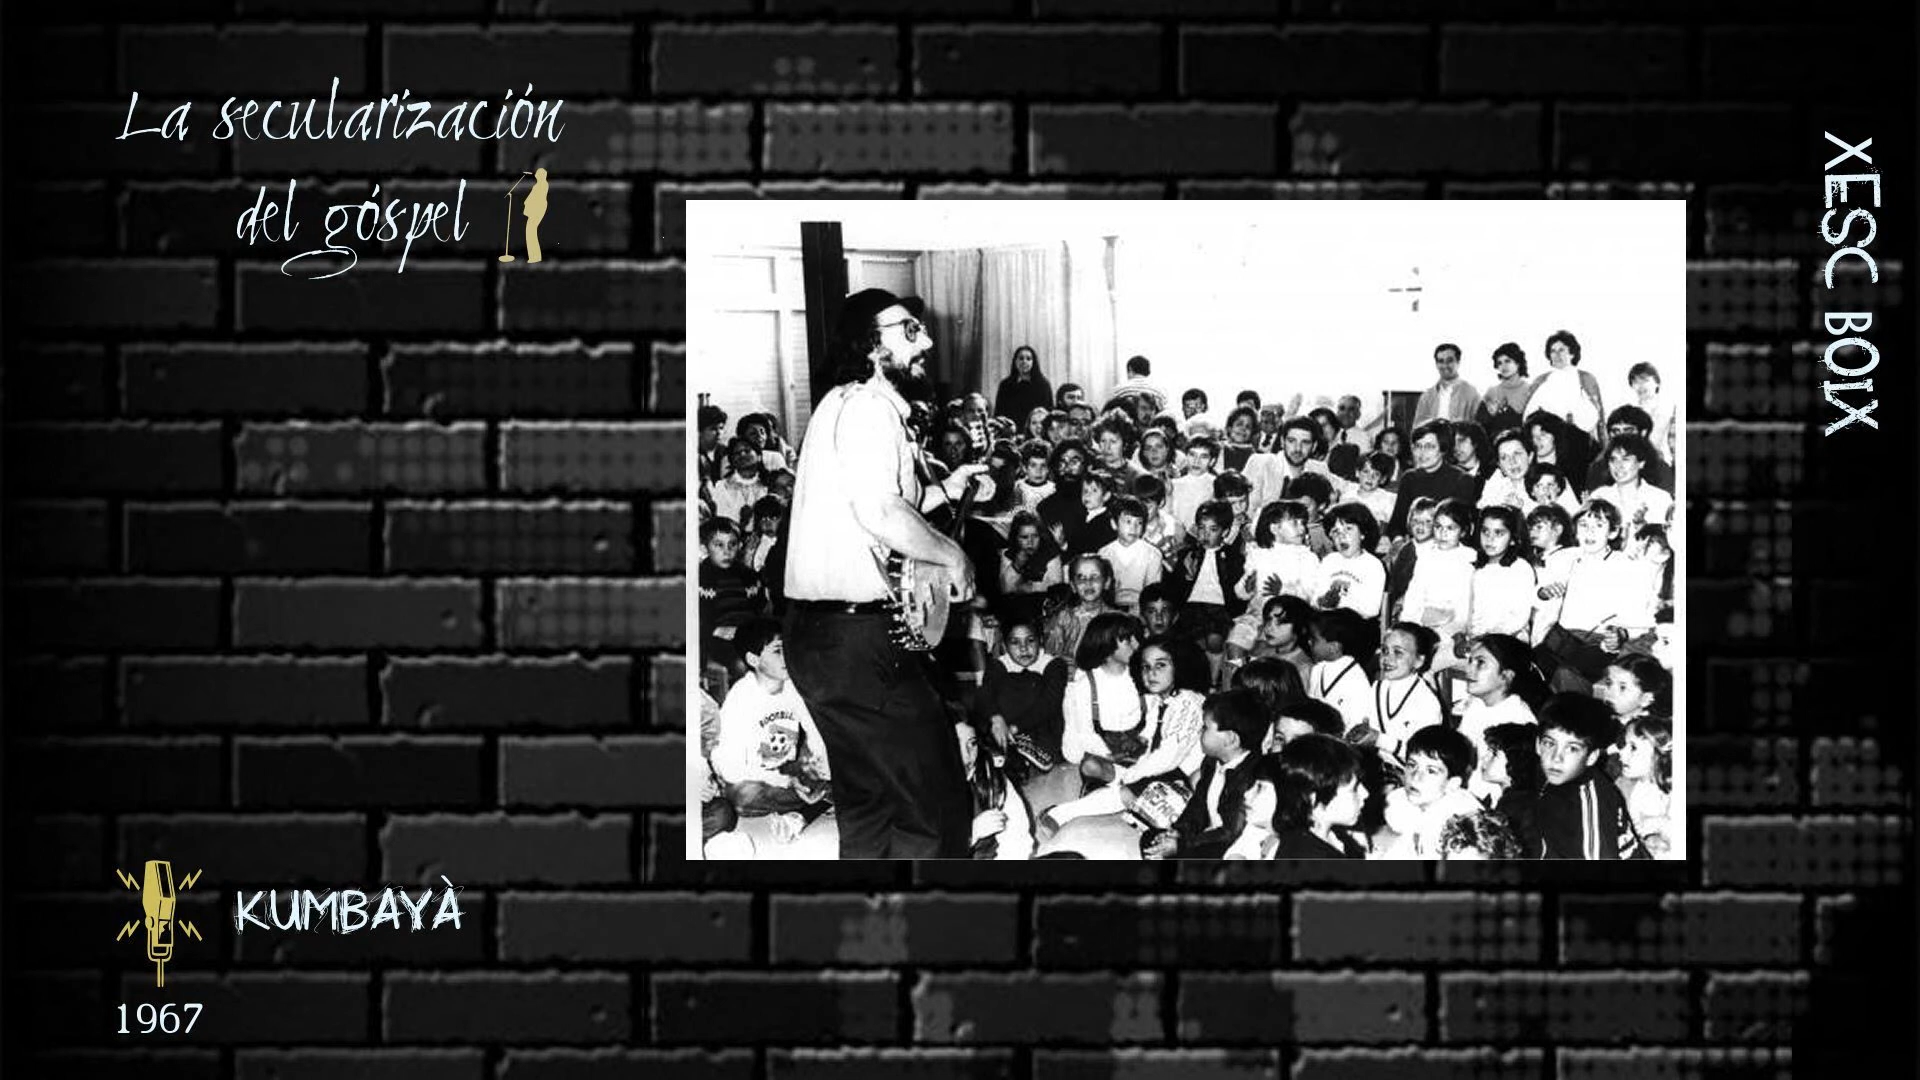 La secularización
del góspel
XESC BOIX
KUMBAYÀ
1967